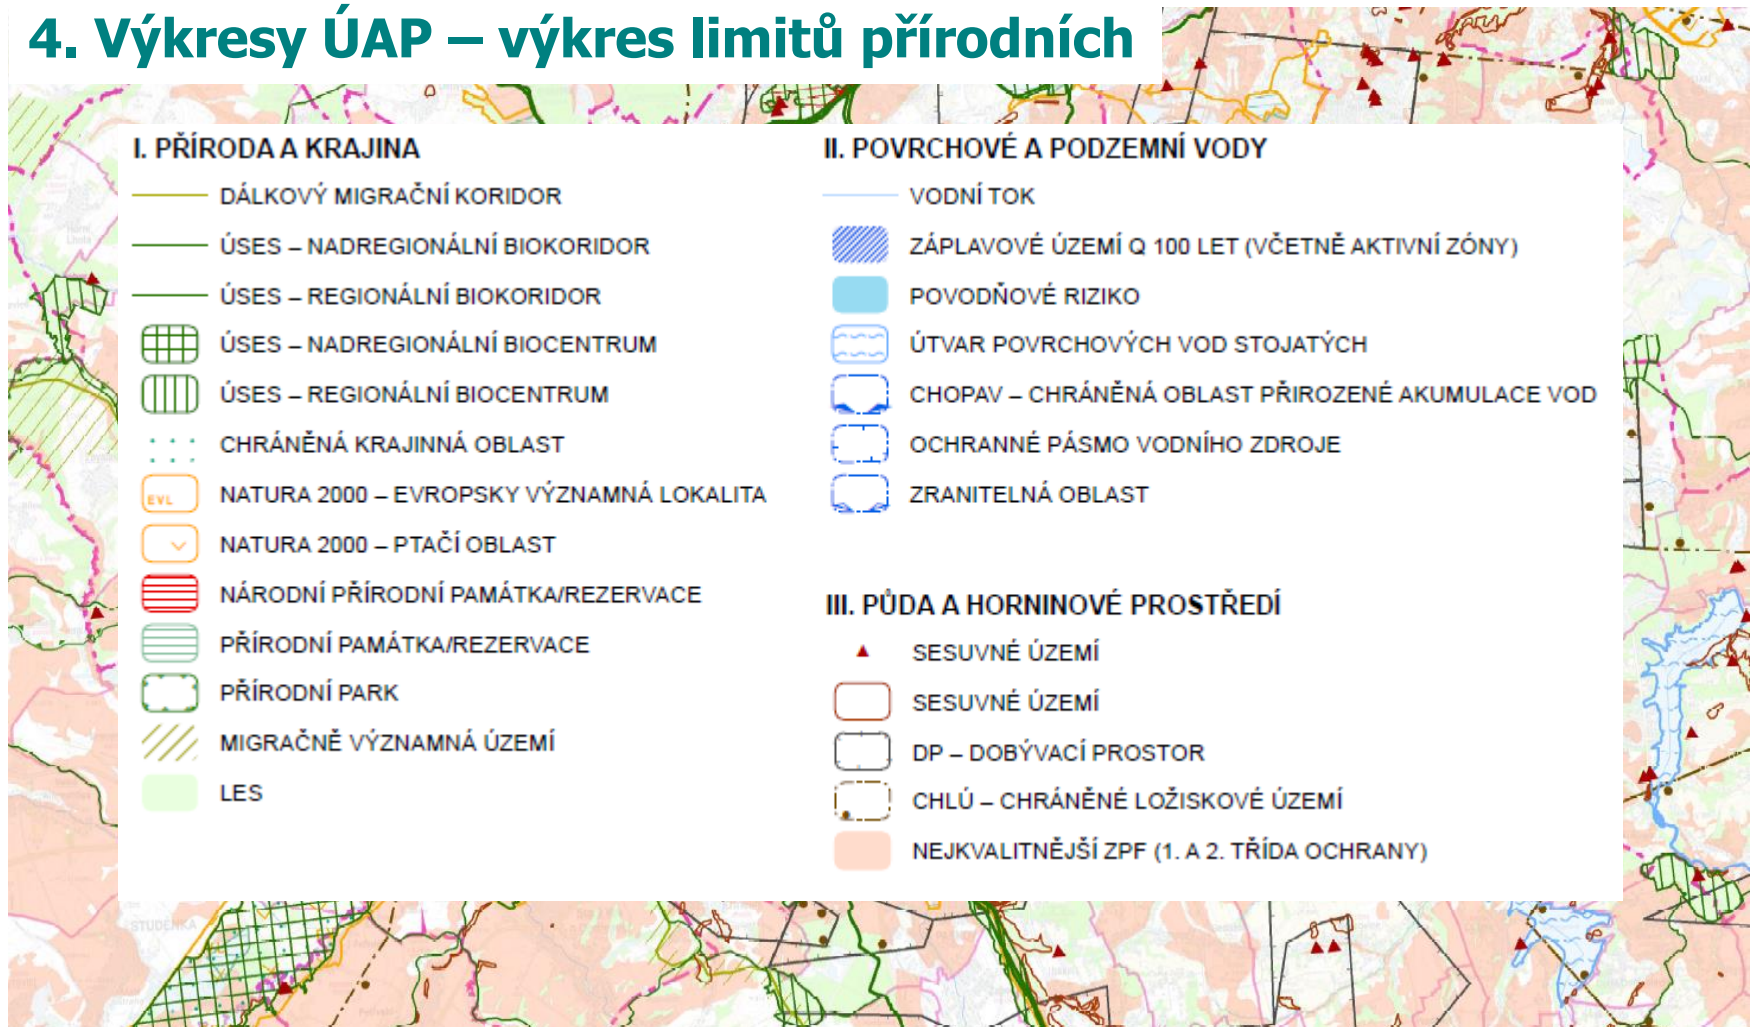 4. Výkresy ÚAP – výkres limitů přírodních
I. PŘÍRODA A KRAJINA
DÁLKOVÝ MIGRAČNÍ KORIDOR
ÚSES – NADREGIONÁLNÍ BIOKORIDOR
ÚSES – REGIONÁLNÍ BIOKORIDOR
ÚSES – NADREGIONÁLNÍ BIOCENTRUM
ÚSES – REGIONÁLNÍ BIOCENTRUM
CHRÁNĚNÁ KRAJINNÁ OBLAST
EVL NATURA 2000 – EVROPSKY VÝZNAMNÁ LOKALITA
NATURA 2000 – PTAČÍ OBLAST
NÁRODNÍ PŘÍRODNÍ PAMÁTKA/REZERVACE
PŘÍRODNÍ PAMÁTKA/REZERVACE
PŘÍRODNÍ PARK
MIGRAČNĚ VÝZNAMNÁ ÚZEMÍ
LES
II. POVRCHOVÉ A PODZEMNÍ VODY
VODNÍ TOK
ZÁPLAVOVÉ ÚZEMÍ Q 100 LET (VČETNĚ AKTIVNÍ ZÓNY)
POVODŇOVÉ RIZIKO
ÚTVAR POVRCHOVÝCH VOD STOJATÝCH
CHOPAV – CHRÁNĚNÁ OBLAST PŘIROZENÉ AKUMULACE VOD
OCHRANNÉ PÁSMO VODNÍHO ZDROJE
ZRANITELNÁ OBLAST
III. PŮDA A HORNINOVÉ PROSTŘEDÍ
SESUVNÉ ÚZEMÍ
SESUVNÉ ÚZEMÍ
DP – DOBÝVACÍ PROSTOR
CHLÚ – CHRÁNĚNÉ LOŽISKOVÉ ÚZEMÍ
NEJKVALITNĚJŠÍ ZPF (1. A 2. TŘÍDA OCHRANY)
STUDÉNKA